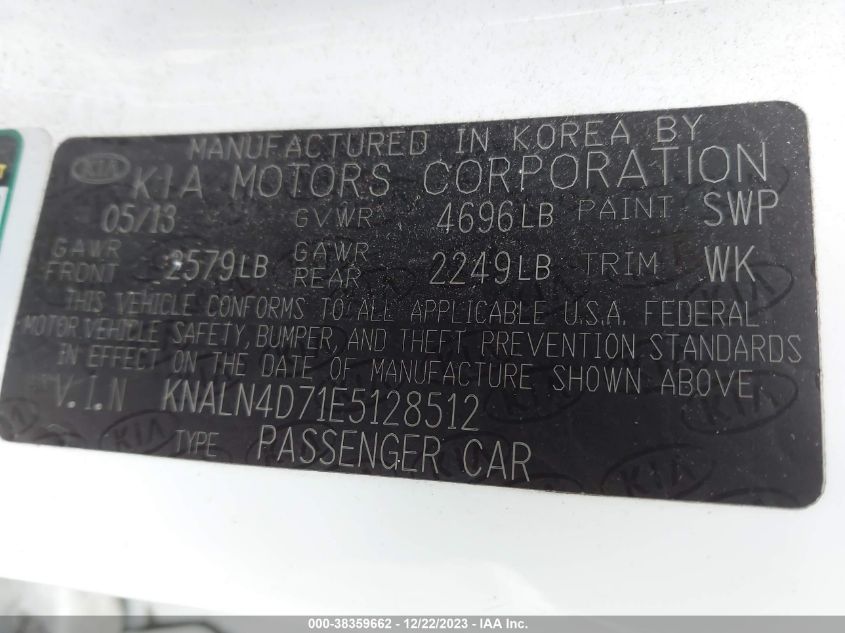 KIA
MANUFACTURED IN KOREA BY
KIA MOTORS CORPORATION
05/13 GVWR 4696LB PAINT SWP
GAWR FRONT 2579LB GAWR REAR 2249LB TRIM WK
THIS VEHICLE CONFORMS TO ALL APPLICABLE U.S.A. FEDERAL
MOTOR VEHICLE SAFETY, BUMPER, AND THEFT PREVENTION STANDARDS
IN EFFECT ON THE DATE OF MANUFACTURE SHOWN ABOVE
V.I.N KNALN4D71E5128512
TYPE PASSENGER CAR
000-38359662 - 12/22/2023 - IAA Inc.